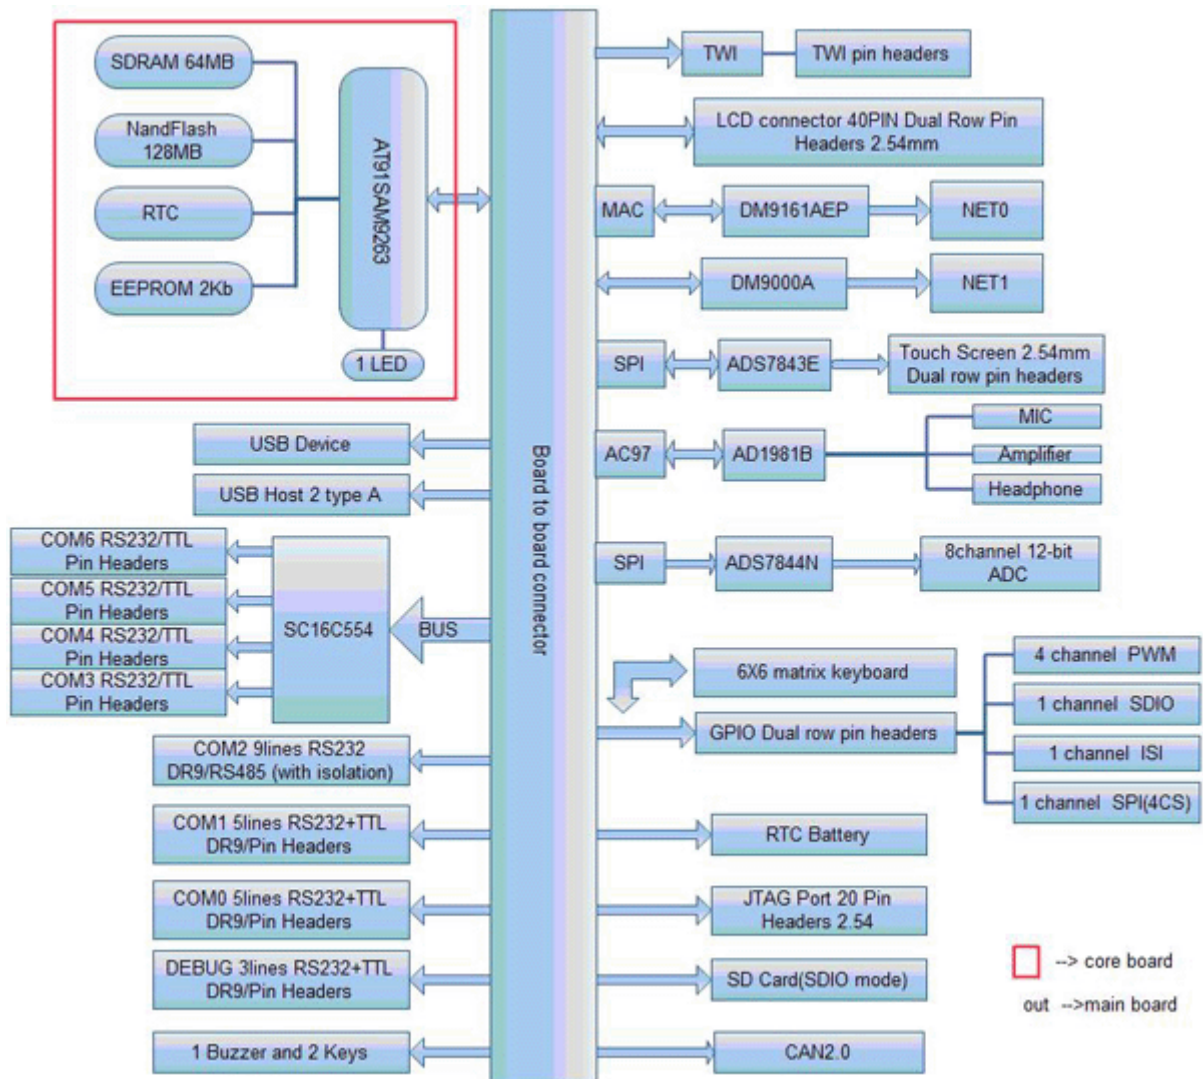 SDRAM 64MB
NandFlash
128MB
RTC
EEPROM 2Kb
AT91SAM9263
1 LED
USB Device
USB Host 2 type A
COM6 RS232/TTL
Pin Headers
COM5 RS232/TTL
Pin Headers
COM4 RS232/TTL
Pin Headers
COM3 RS232/TTL
Pin Headers
SC16C554
BUS
COM2 9lines RS232
DR9/RS485 (with isolation)
COM1 5lines RS232+TTL
DR9/Pin Headers
COM0 5lines RS232+TTL
DR9/Pin Headers
DEBUG 3lines RS232+TTL
DR9/Pin Headers
1 Buzzer and 2 Keys
Board to board connector
TWI
TWI pin headers
LCD connector 40PIN Dual Row Pin
Headers 2.54mm
MAC
DM9161AEP
NET0
DM9000A
NET1
SPI
ADS7843E
Touch Screen 2.54mm
Dual row pin headers
AC97
AD1981B
MIC
Amplifier
Headphone
SPI
ADS7844N
8channel 12-bit
ADC
6X6 matrix keyboard
GPIO Dual row pin headers
4 channel PWM
1 channel SDIO
1 channel ISI
1 channel SPI(4CS)
RTC Battery
JTAG Port 20 Pin
Headers 2.54
SD Card(SDIO mode)
CAN2.0
--> core board
out -->main board